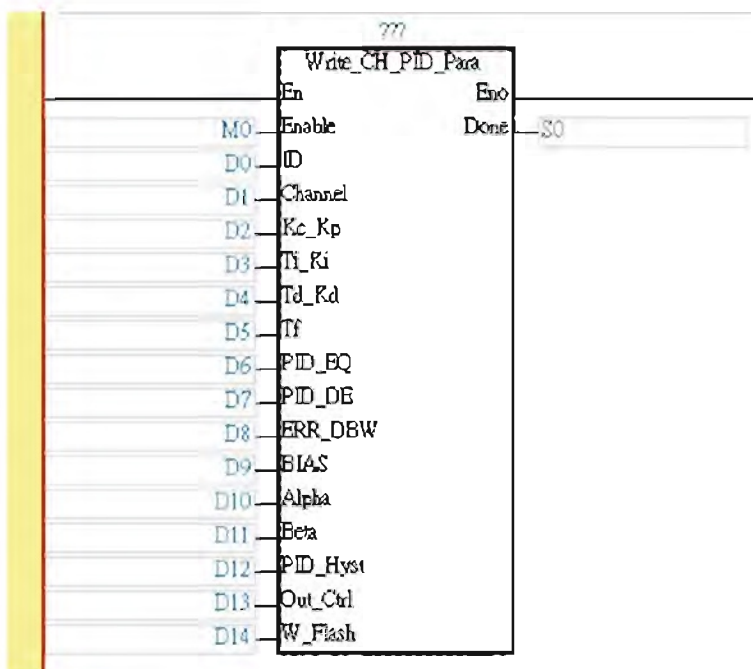 ???
Write_CH_PID_Para
En Eno
M0 Enable Done S0
D0 ID
D1 Channel
D2 Kc_Kp
D3 Ti_Ki
D4 Td_Kd
D5 Tf
D6 PID_EQ
D7 PID_DE
D8 ERR_DBW
D9 BIAS
D10 Alpha
D11 Beta
D12 PID_Hyst
D13 Out_Ctrl
D14 W_Flash